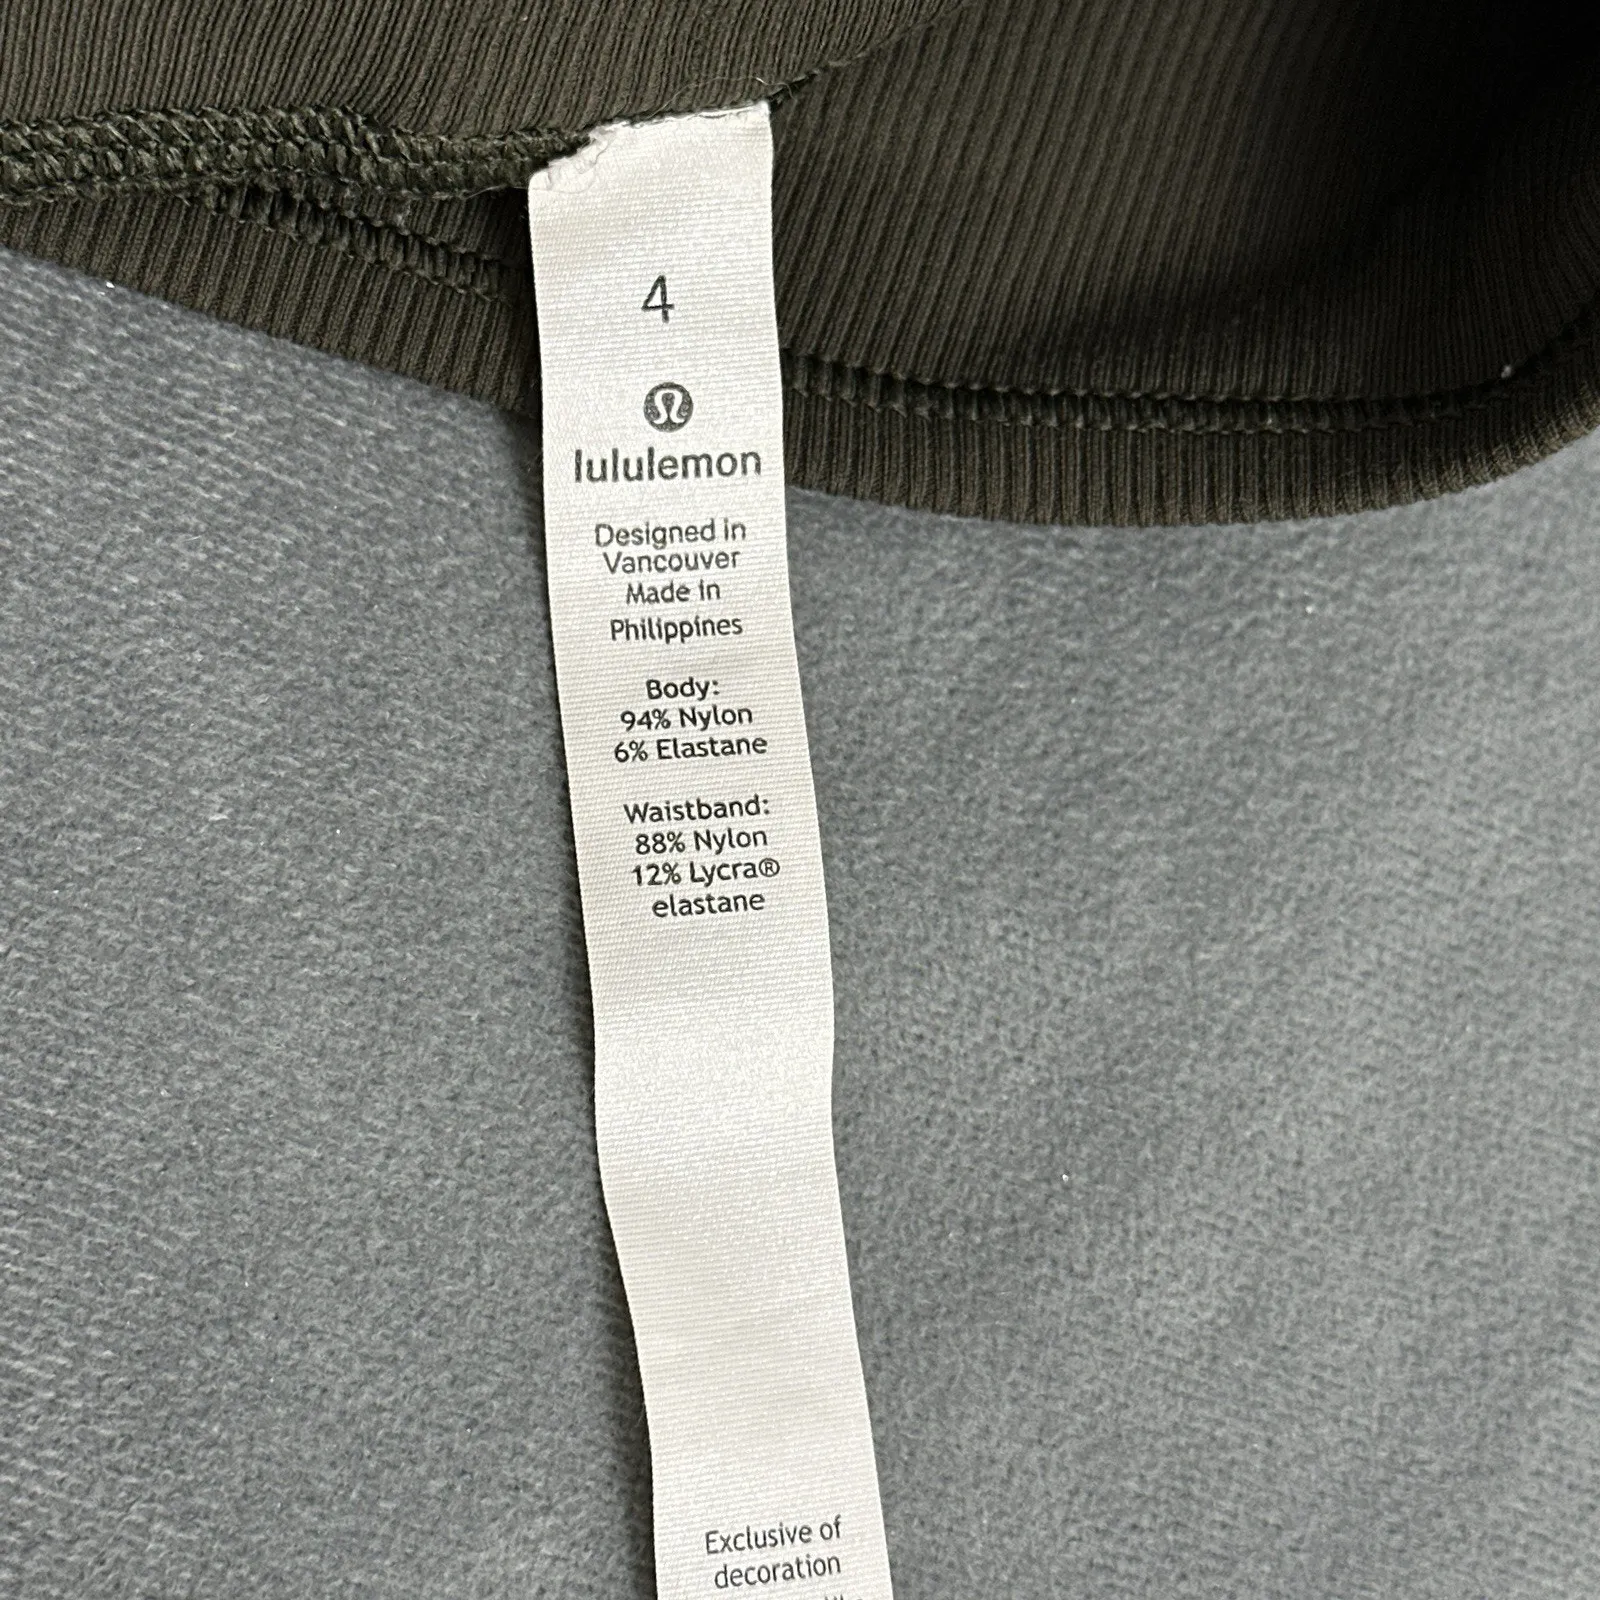 4
lululemon
Designed in
Vancouver
Made in
Philippines
Body:
94% Nylon
6% Elastane
Waistband:
88% Nylon
12% Lycra®
elastane
Exclusive of
decoration